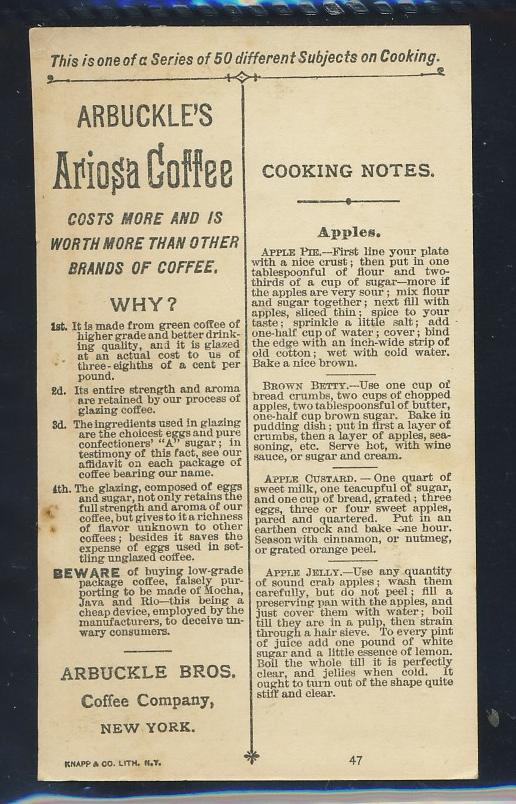 This is one of a Series of 50 different Subjects on Cooking.
ARBUCKLE'S
Ariosa Coffee
COSTS MORE AND IS
WORTH MORE THAN OTHER
BRANDS OF COFFEE.
WHY?
1st. It is made from green coffee of
higher grade and better drink-
ing quality, and it is glazed
at an actual cost to us of
three-eighths of a cent per
pound.
2d. Its entire strength and aroma
are retained by our process of
glazing coffee.
3d. The ingredients used in glazing
are the choicest eggs and pure
confectioners' "A" sugar; in
testimony of this fact, see our
affidavit on each package of
coffee bearing our name.
4th. The glazing, composed of eggs
and sugar, not only retains the
full strength and aroma of our
coffee, but gives to it a richness
of flavor unknown to other
coffees; besides it saves the
expense of eggs used in set-
tling unglazed coffee.
BEWARE of buying low-grade
package coffee, falsely pur-
porting to be made of Mocha,
Java and Rio—this being a
cheap device, employed by the
manufacturers, to deceive un-
wary consumers.
ARBUCKLE BROS.
Coffee Company,
NEW YORK.
KNAPP & CO. LITH. N.Y.
COOKING NOTES.
Apples.
APPLE PIE.—First line your plate
with a nice crust; then put in one
tablespoonful of flour and two-
thirds of a cup of sugar—more if
the apples are very sour; mix flour
and sugar together; next fill with
apples, sliced thin; spice to your
taste; sprinkle a little salt; add
one-half cup of water; cover; bind
the edge with an inch-wide strip of
old cotton; wet with cold water.
Bake a nice brown.
BROWN BETTY.—Use one cup of
bread crumbs, two cups of chopped
apples, two tablespoonsful of butter,
one-half cup brown sugar. Bake in
pudding dish; put in first a layer of
crumbs, then a layer of apples, sea-
soning, etc. Serve hot, with wine
sauce, or sugar and cream.
APPLE CUSTARD.—One quart of
sweet milk, one teacupful of sugar,
and one cup of bread, grated; three
eggs, three or four sweet apples,
pared and quartered. Put in an
earthen crock and bake one hour.
Season with cinnamon, or nutmeg,
or grated orange peel.
APPLE JELLY.—Use any quantity
of sound crab apples; wash them
carefully, but do not peel; fill a
preserving pan with the apples, and
just cover them with water; boil
till they are in a pulp, then strain
through a hair sieve. To every pint
of juice add one pound of white
sugar and a little essence of lemon.
Boil the whole till it is perfectly
clear, and jellies when cold. It
ought to turn out of the shape quite
stiff and clear.
47